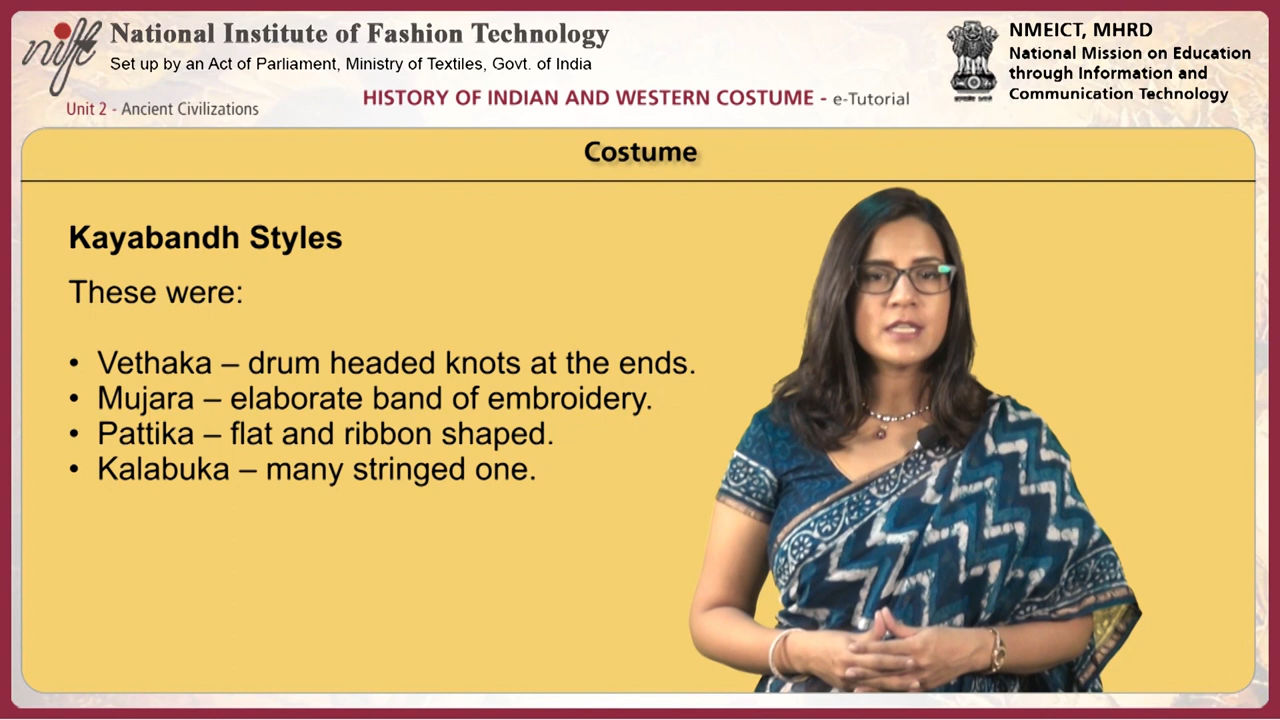 nift
National Institute of Fashion Technology
Set up by an Act of Parliament, Ministry of Textiles, Govt. of India
NMEICT, MHRD
National Mission on Education
through Information and
Communication Technology
Unit 2 - Ancient Civilizations
HISTORY OF INDIAN AND WESTERN COSTUME - e-Tutorial
Costume
Kayabandh Styles
These were:
• Vethaka – drum headed knots at the ends.
• Mujara – elaborate band of embroidery.
• Pattika – flat and ribbon shaped.
• Kalabuka – many stringed one.